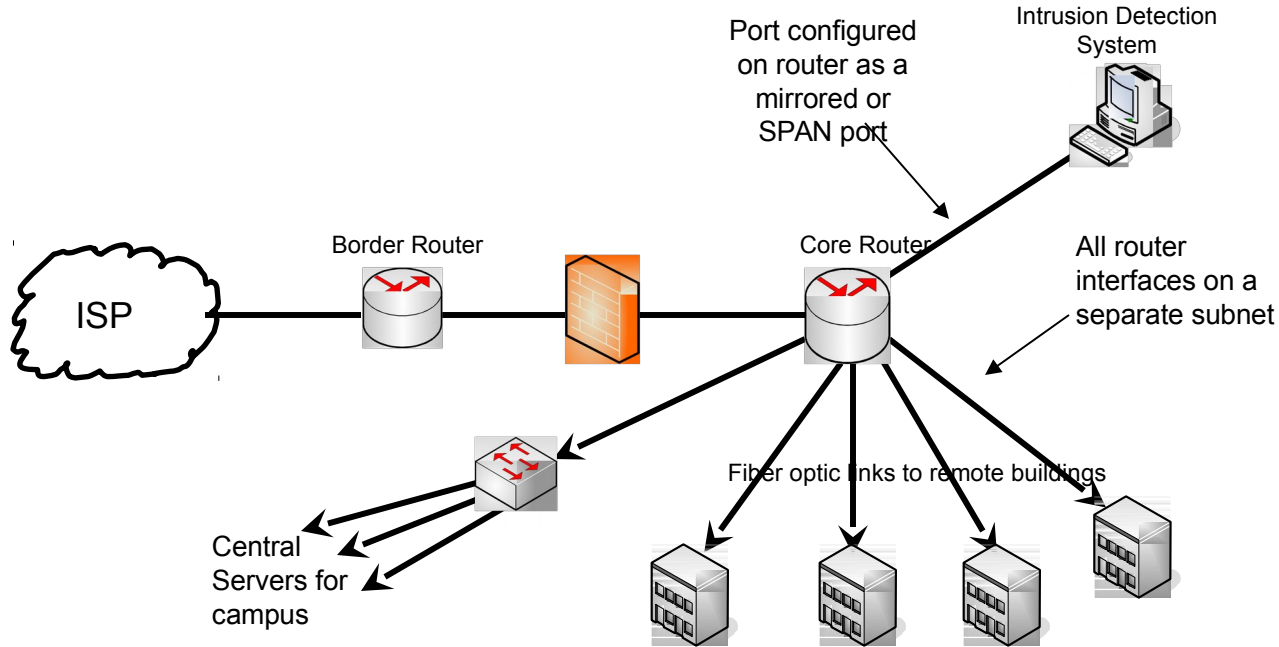 Port configured
on router as a
mirrored or
SPAN port
Intrusion Detection
System
Border Router
Core Router
All router
interfaces on a
separate subnet
ISP
Fiber optic links to remote buildings
Central
Servers for
campus